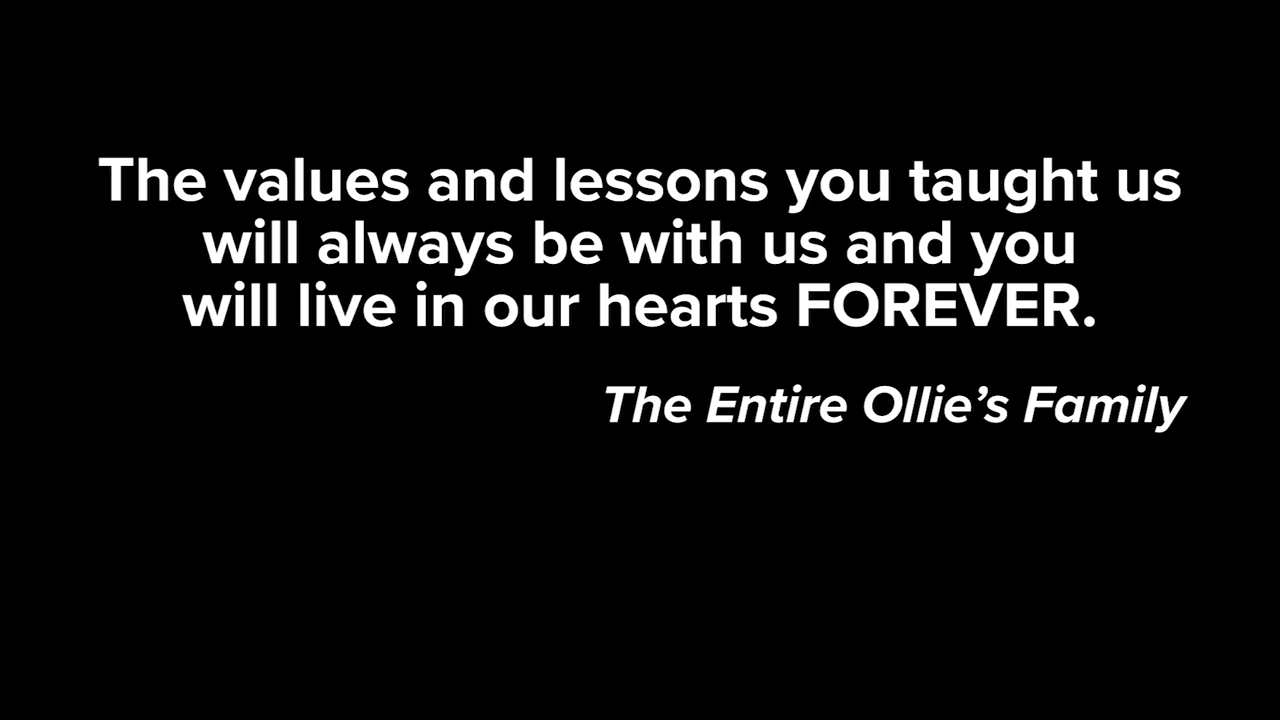 The values and lessons you taught us
will always be with us and you
will live in our hearts FOREVER.
The Entire Ollie’s Family